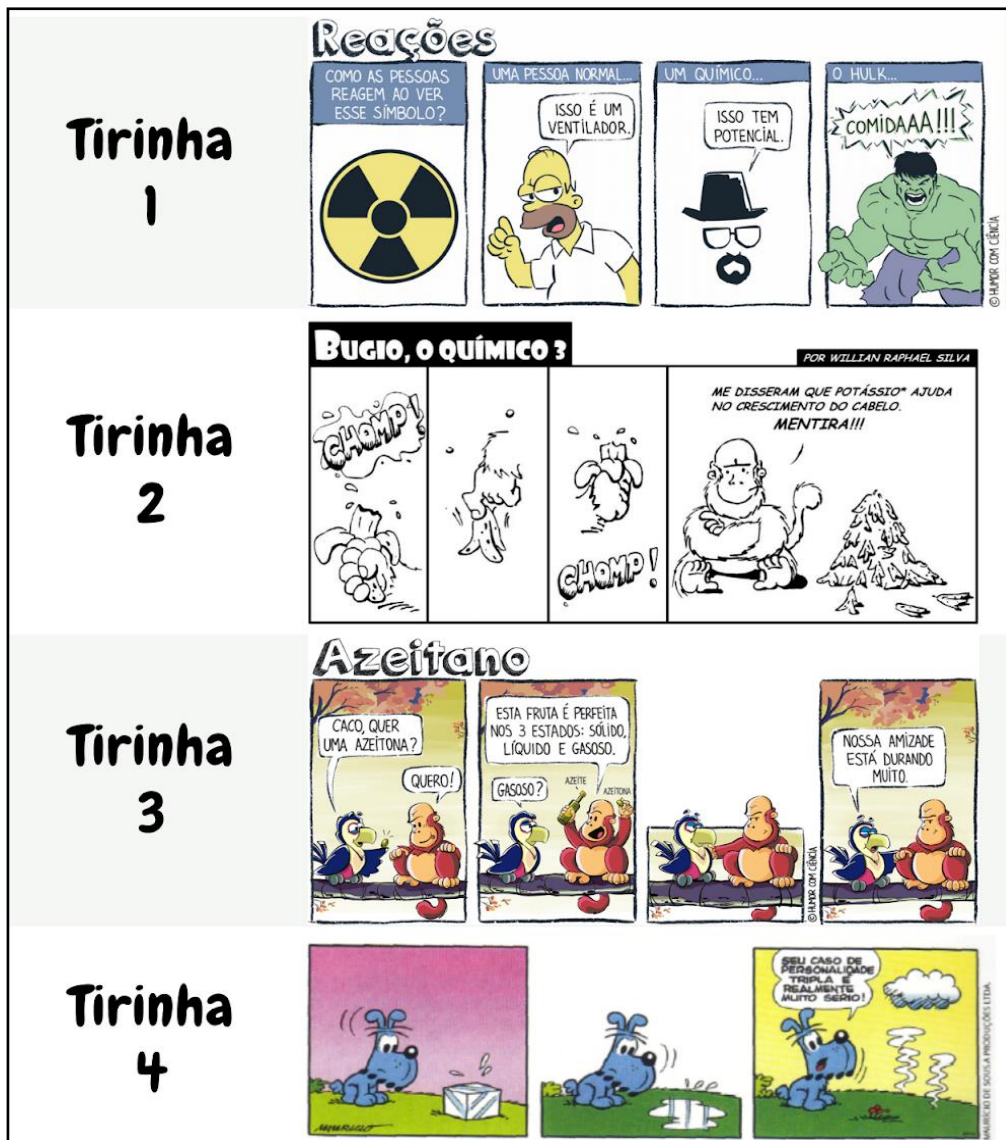 Tirinha
1
Reações
COMO AS PESSOAS
REAGEM AO VER
ESSE SÍMBOLO?
UMA PESSOA NORMAL...
ISSO É UM
VENTILADOR.
UM QUÍMICO...
ISSO TEM
POTENCIAL.
O HULK...
COMIDAAA!!!
© HUMOR COM CIÊNCIA
Tirinha
2
BUGIO, O QUÍMICO 3
POR WILLIAN RAPHAEL SILVA
CHOMP!
CHOMP!
ME DISSERAM QUE POTÁSSIO* AJUDA
NO CRESCIMENTO DO CABELO.
MENTIRA!!!
Tirinha
3
Azeitano
CACO, QUER
UMA AZEITONA?
QUERO!
ESTA FRUTA É PERFEITA
NOS 3 ESTADOS: SÓLIDO,
LÍQUIDO E GASOSO.
GASOSO?
AZEITE
AZEITONA
© HUMOR COM CIÊNCIA
NOSSA AMIZADE
ESTÁ DURANDO
MUITO.
Tirinha
4
MAURICIO
SEU CASO DE
PERSONALIDADE
TRIPLA É
REALMENTE
MUITO SÉRIO!
MAURÍCIO DE SOUSA PRODUÇÕES LTDA.